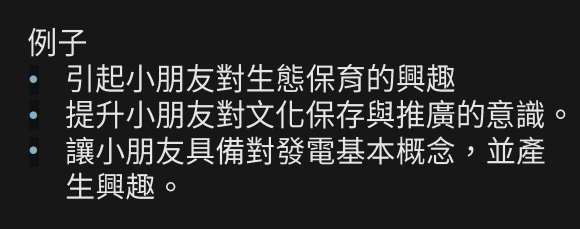 例子
• 引起小朋友對生態保育的興趣
• 提升小朋友對文化保存與推廣的意識。
• 讓小朋友具備對發電基本概念，並產
生興趣。